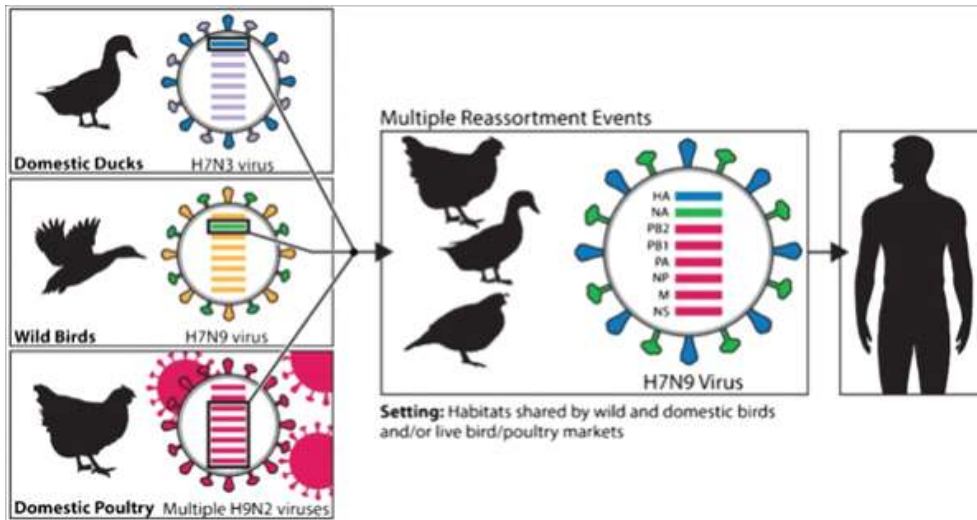 Domestic Ducks
H7N3 virus
Wild Birds
H7N9 virus
Domestic Poultry
Multiple H9N2 viruses
Multiple Reassortment Events
HA
NA
PB2
PB1
PA
NP
M
NS
H7N9 Virus
Setting: Habitats shared by wild and domestic birds
and/or live bird/poultry markets